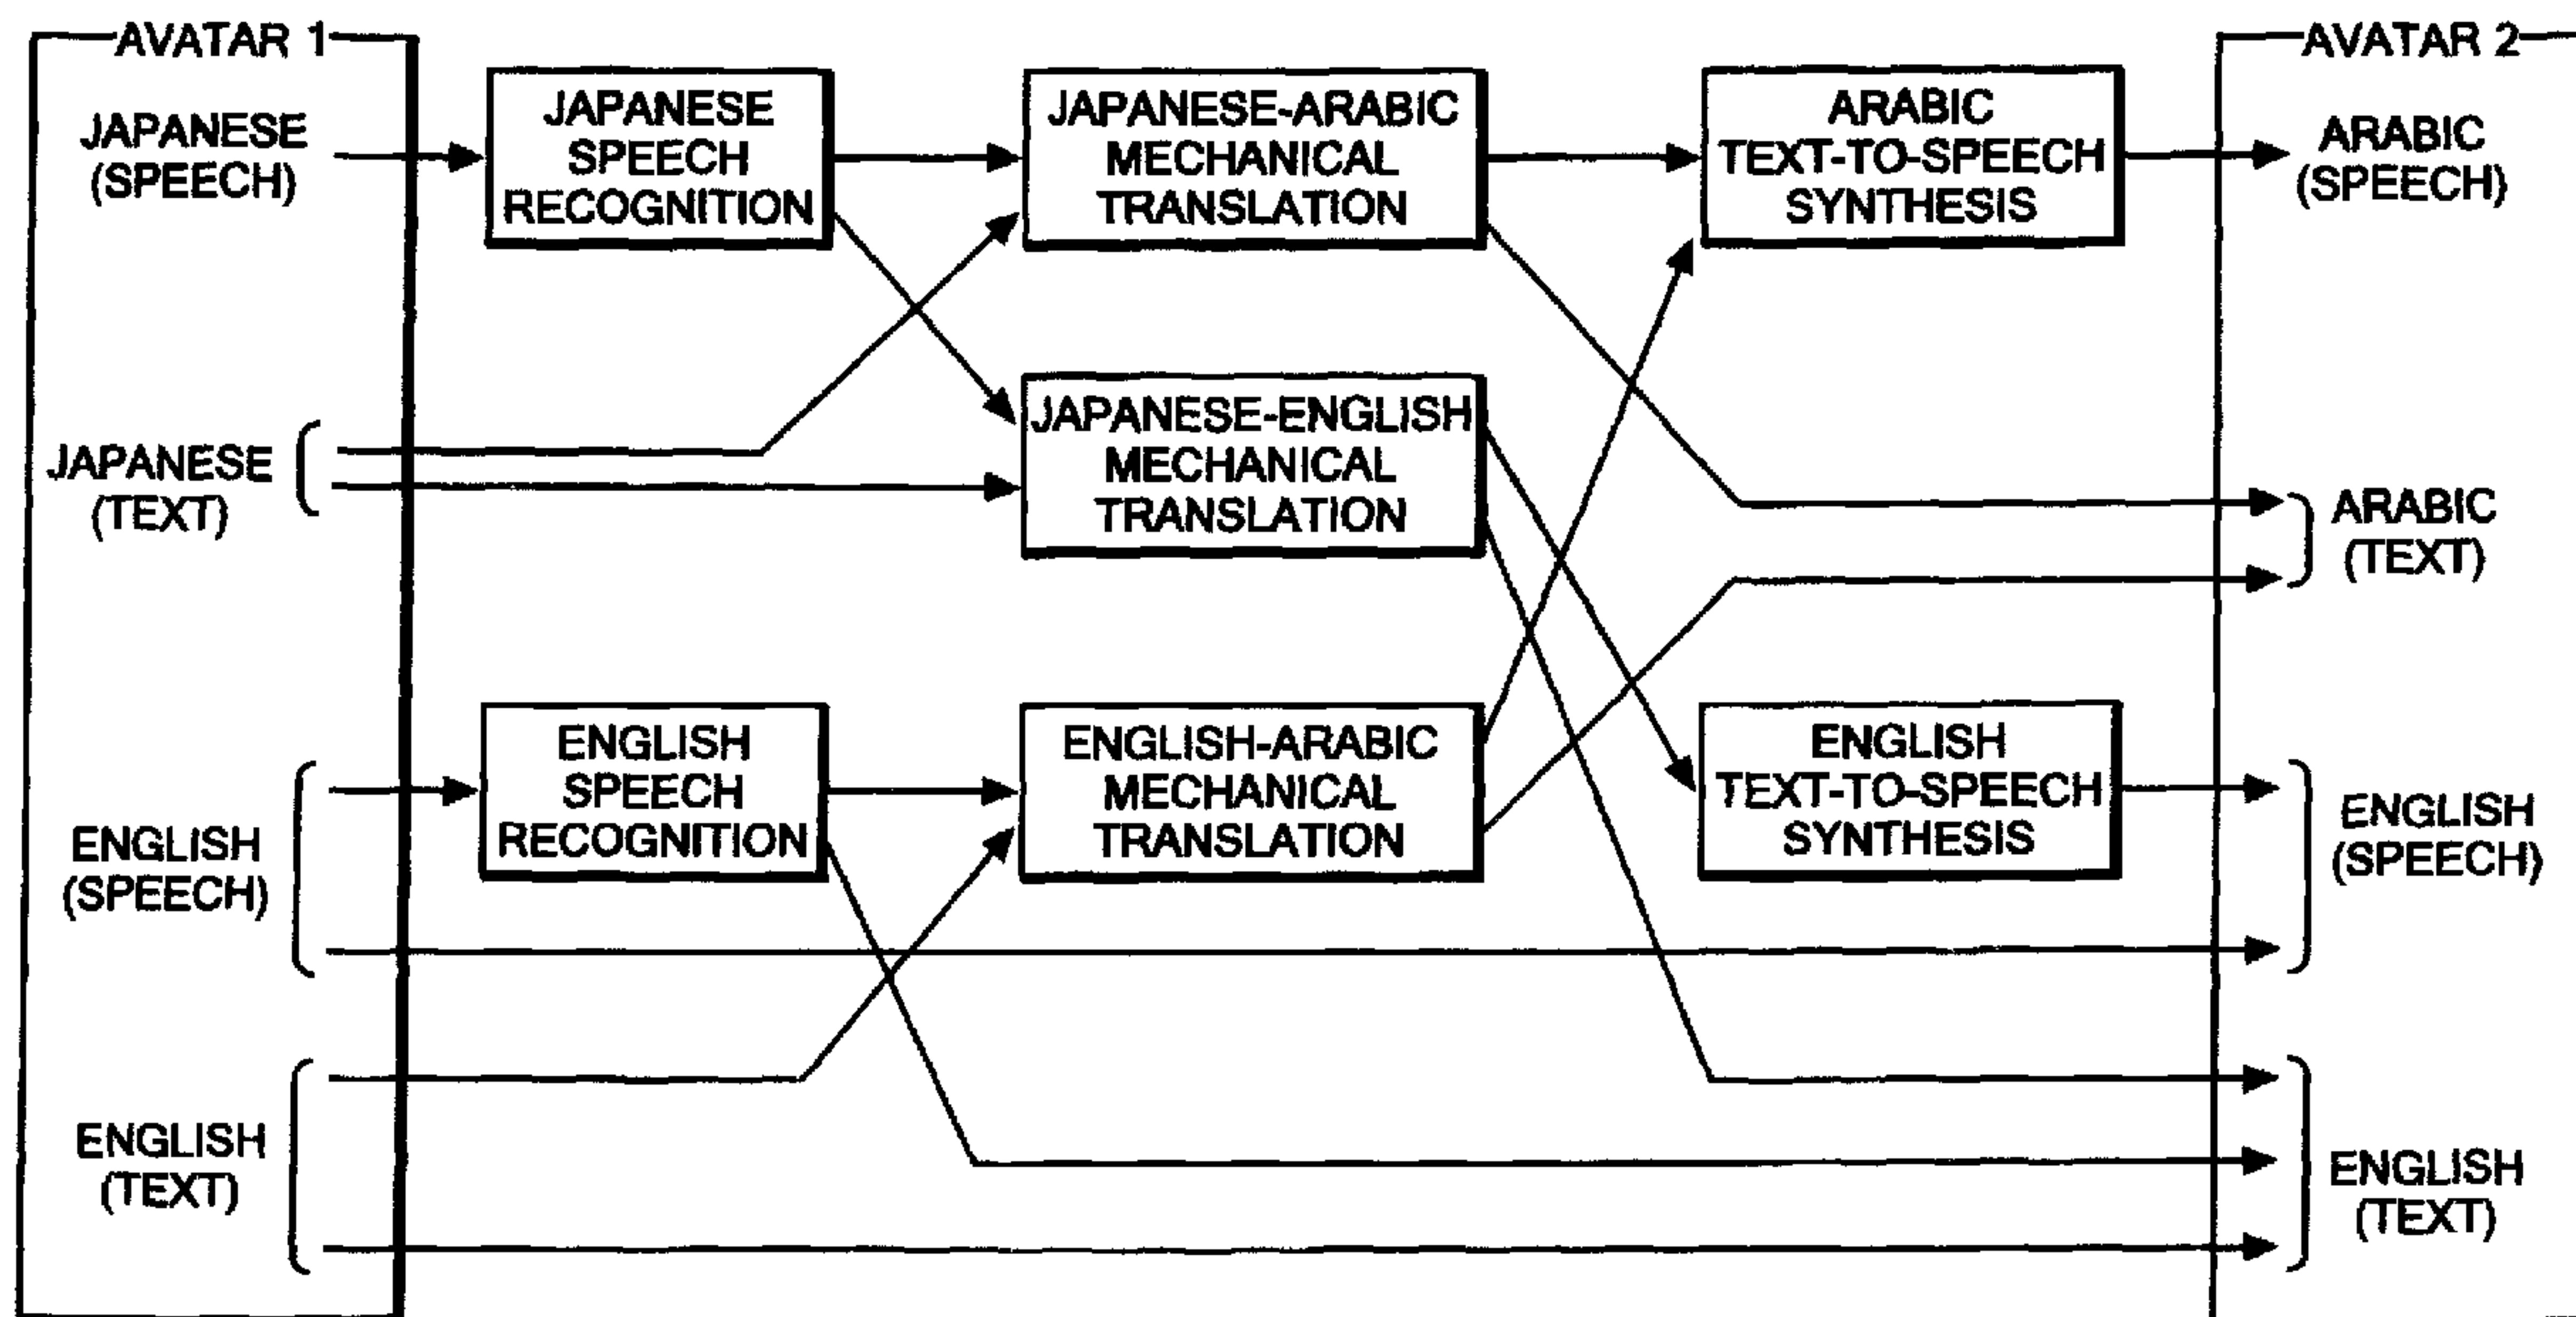 AVATAR 1
JAPANESE
(SPEECH)
JAPANESE
(TEXT)
ENGLISH
(SPEECH)
ENGLISH
(TEXT)
JAPANESE
SPEECH
RECOGNITION
ENGLISH
SPEECH
RECOGNITION
JAPANESE-ARABIC
MECHANICAL
TRANSLATION
JAPANESE-ENGLISH
MECHANICAL
TRANSLATION
ENGLISH-ARABIC
MECHANICAL
TRANSLATION
ARABIC
TEXT-TO-SPEECH
SYNTHESIS
ENGLISH
TEXT-TO-SPEECH
SYNTHESIS
AVATAR 2
ARABIC
(SPEECH)
ARABIC
(TEXT)
ENGLISH
(SPEECH)
ENGLISH
(TEXT)